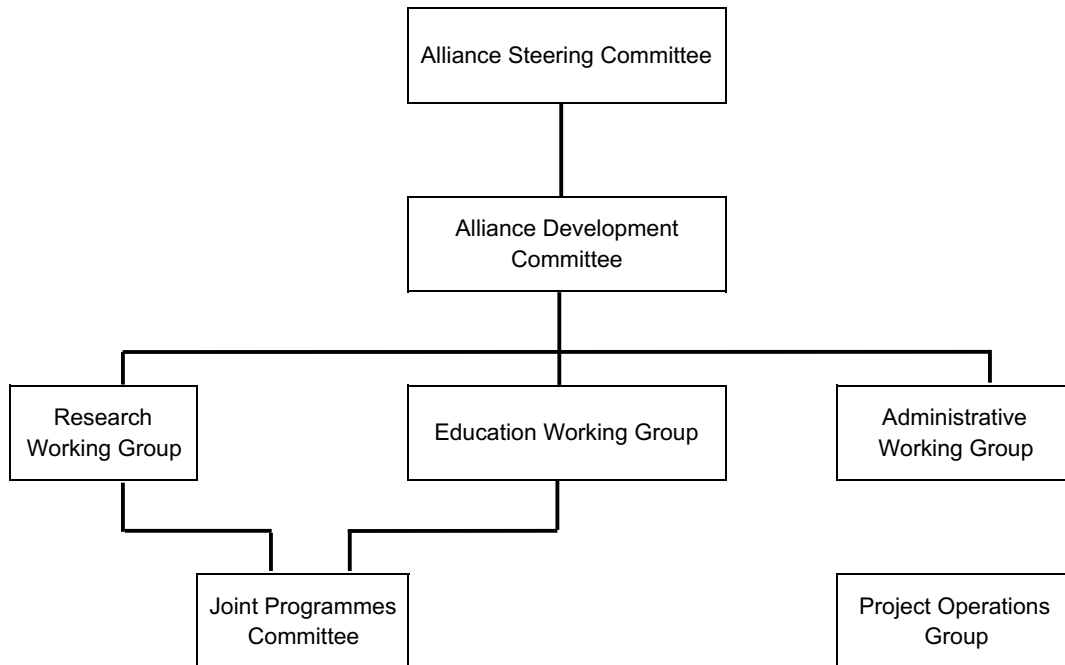 Alliance Steering Committee
Alliance Development
Committee
Research
Working Group
Education Working Group
Administrative
Working Group
Joint Programmes
Committee
Project Operations
Group